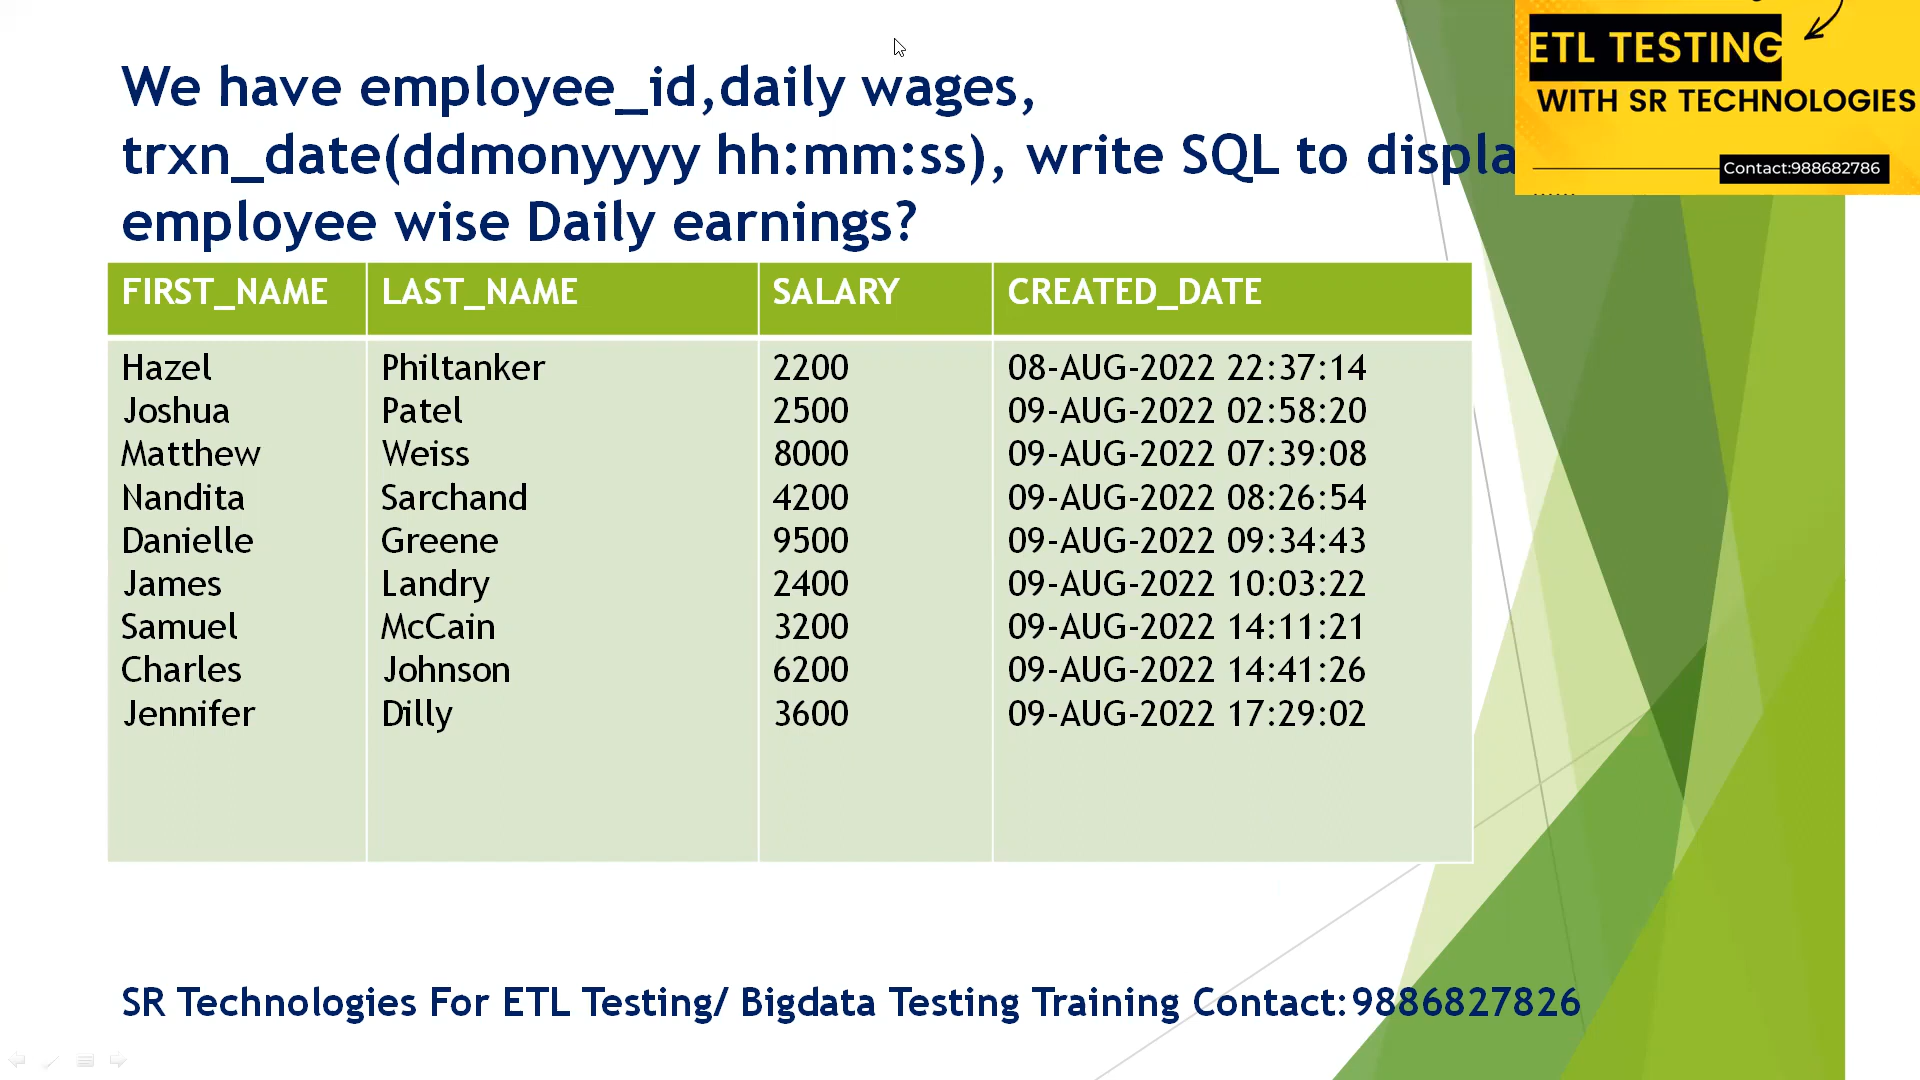 We have employee_id,daily wages,
trxn_date(ddmonyyyy hh:mm:ss), write SQL to displa
employee wise Daily earnings?
ETL TESTING
WITH SR TECHNOLOGIES
Contact:988682786
FIRST_NAME LAST_NAME SALARY CREATED_DATE
Hazel Philtanker 2200 08-AUG-2022 22:37:14
Joshua Patel 2500 09-AUG-2022 02:58:20
Matthew Weiss 8000 09-AUG-2022 07:39:08
Nandita Sarchand 4200 09-AUG-2022 08:26:54
Danielle Greene 9500 09-AUG-2022 09:34:43
James Landry 2400 09-AUG-2022 10:03:22
Samuel McCain 3200 09-AUG-2022 14:11:21
Charles Johnson 6200 09-AUG-2022 14:41:26
Jennifer Dilly 3600 09-AUG-2022 17:29:02
SR Technologies For ETL Testing/ Bigdata Testing Training Contact:9886827826